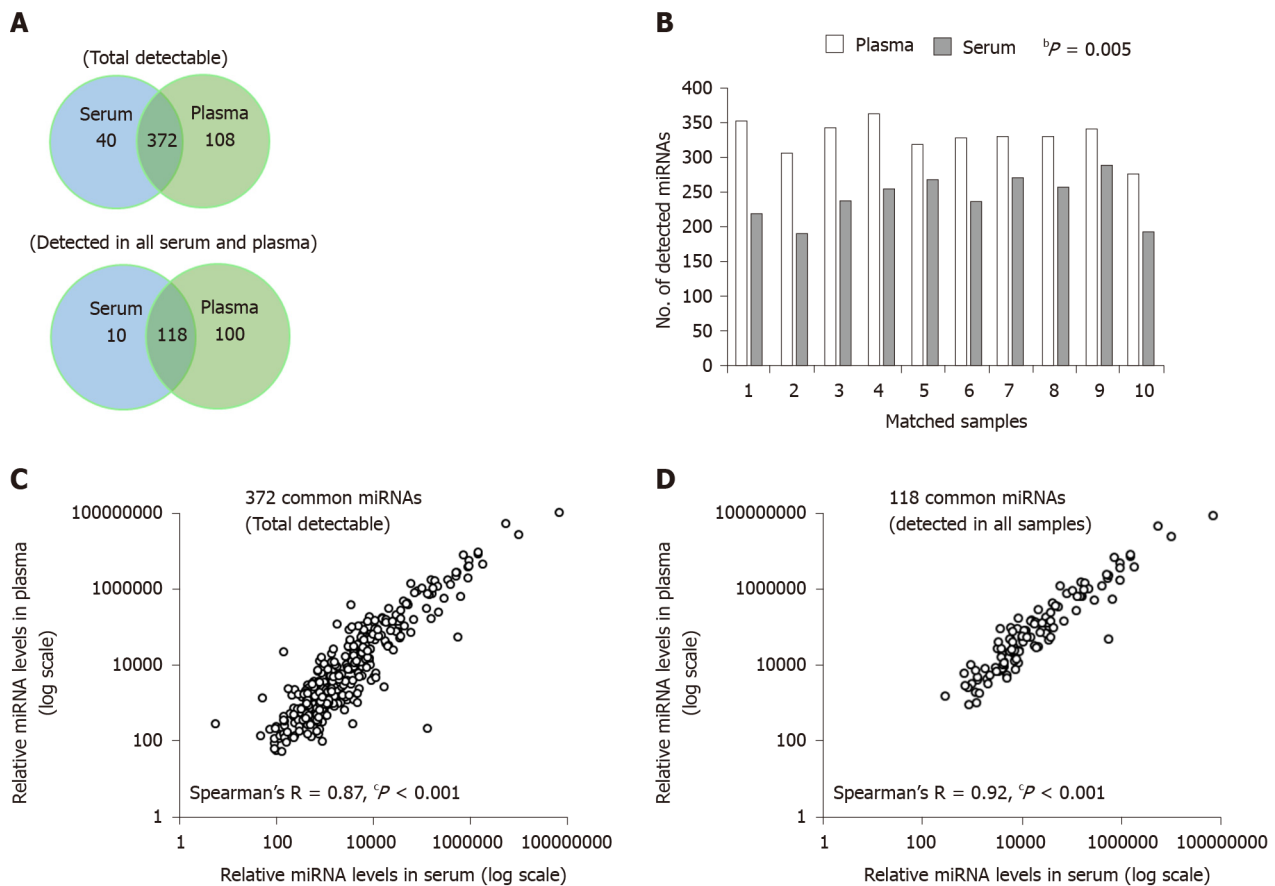 A
(Total detectable)
Serum
Plasma
40
372
108
(Detected in all serum and plasma)
Serum
Plasma
10
118
100
B
Plasma
Serum
bP = 0.005
No. of detected miRNAs
400
350
300
250
200
150
100
50
0
1 2 3 4 5 6 7 8 9 10
Matched samples
C
372 common miRNAs
(Total detectable)
Relative miRNA levels in plasma
(log scale)
100000000
1000000
10000
100
1
Spearman's R = 0.87, cP < 0.001
1 100 10000 1000000 100000000
Relative miRNA levels in serum (log scale)
D
118 common miRNAs
(detected in all samples)
Relative miRNA levels in plasma
(log scale)
100000000
1000000
10000
100
1
Spearman's R = 0.92, cP < 0.001
1 100 10000 1000000 100000000
Relative miRNA levels in serum (log scale)